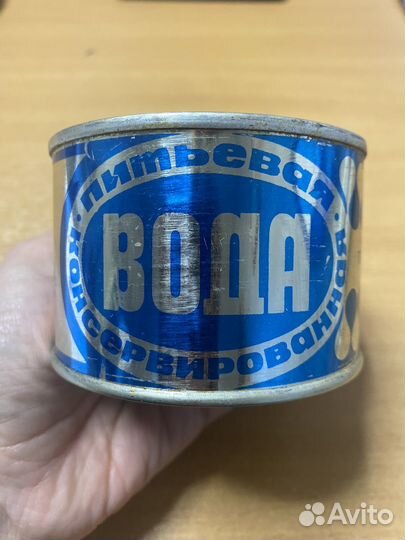 • питьевая •
ВОДА
консервированная
Avito